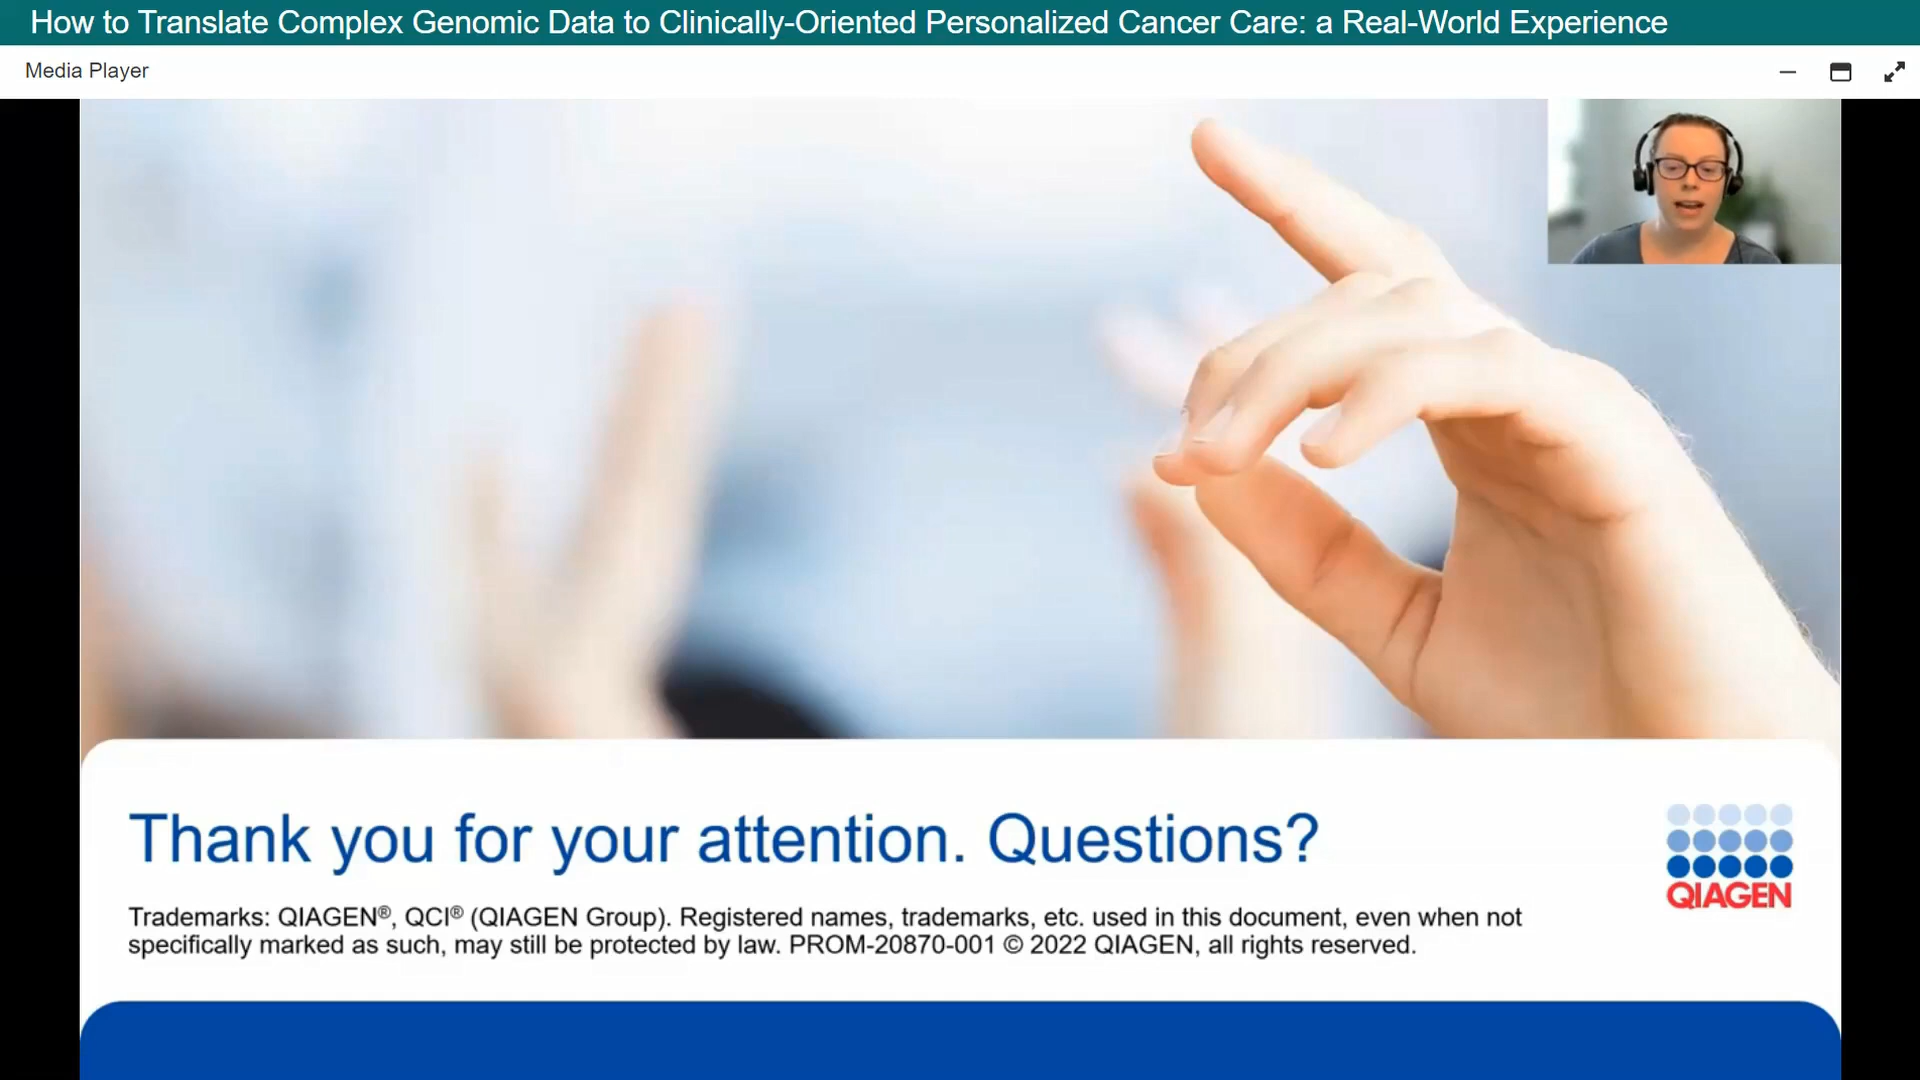 How to Translate Complex Genomic Data to Clinically-Oriented Personalized Cancer Care: a Real-World Experience
Media Player
Thank you for your attention. Questions?
Trademarks: QIAGEN®, QCI® (QIAGEN Group). Registered names, trademarks, etc. used in this document, even when not
specifically marked as such, may still be protected by law. PROM-20870-001 © 2022 QIAGEN, all rights reserved.
QIAGEN